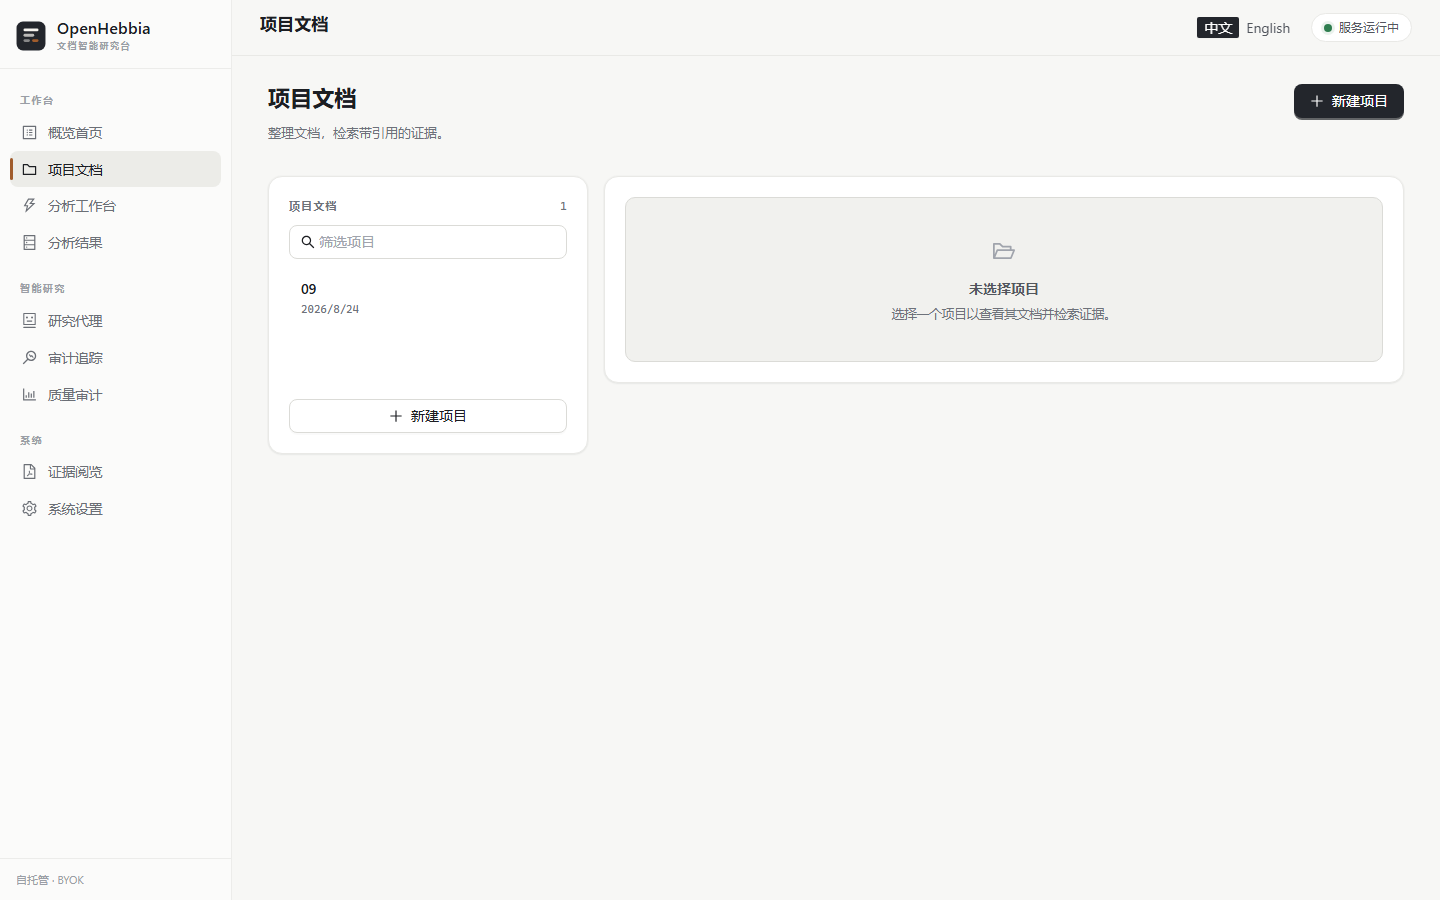 OpenHebbia
文档智能研究台
工作台
概览首页
项目文档
分析工作台
分析结果
智能研究
研究代理
审计追踪
质量审计
系统
证据阅览
系统设置
自托管 · BYOK
项目文档
中文 English
服务运行中
项目文档
整理文档，检索带引用的证据。
新建项目
项目文档 1
筛选项目
09
2026/8/24
新建项目
未选择项目
选择一个项目以查看其文档并检索证据。